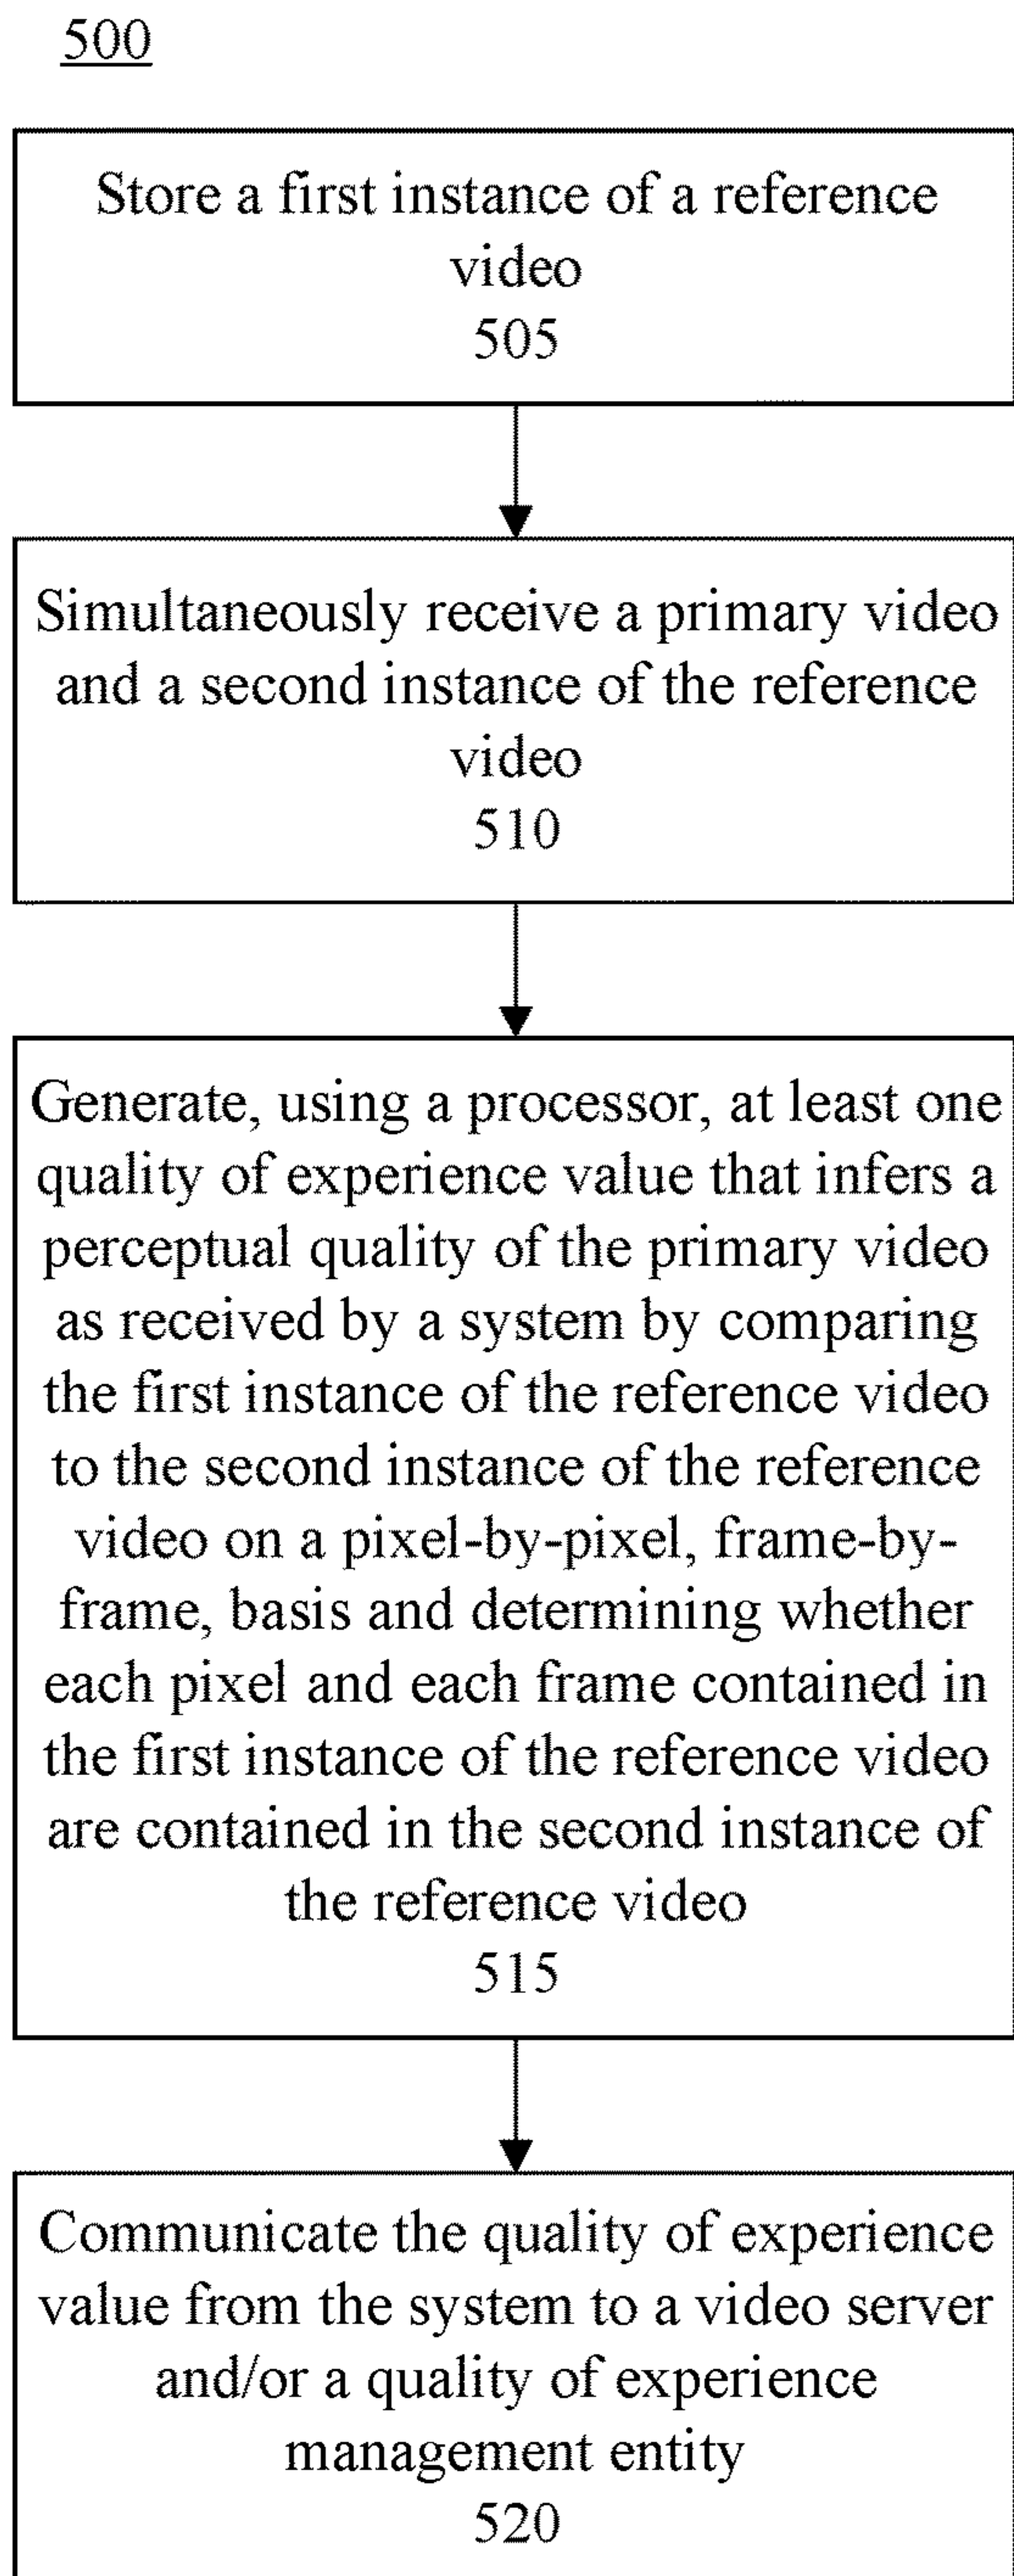 500
Store a first instance of a reference
video
505
Simultaneously receive a primary video
and a second instance of the reference
video
510
Generate, using a processor, at least one
quality of experience value that infers a
perceptual quality of the primary video
as received by a system by comparing
the first instance of the reference video
to the second instance of the reference
video on a pixel-by-pixel, frame-by-
frame, basis and determining whether
each pixel and each frame contained in
the first instance of the reference video
are contained in the second instance of
the reference video
515
Communicate the quality of experience
value from the system to a video server
and/or a quality of experience
management entity
520